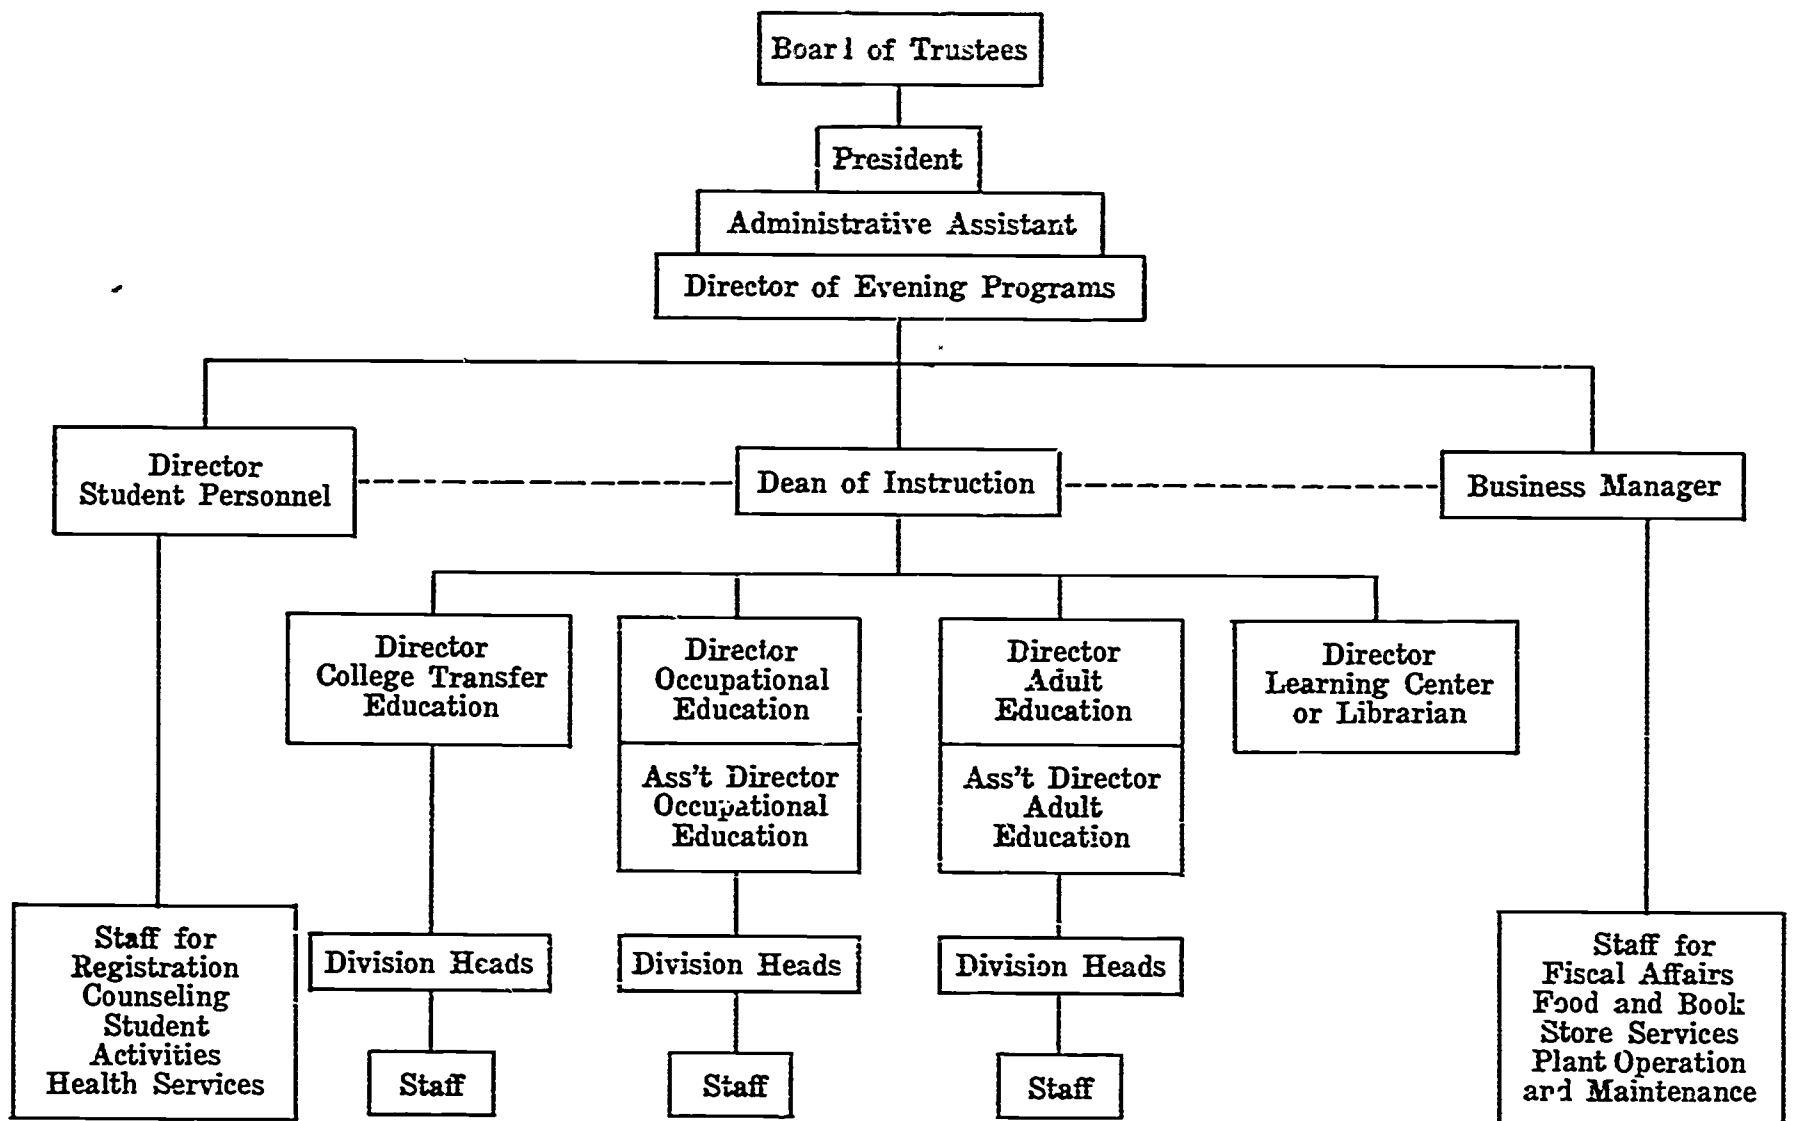 Board of Trustees
President
Administrative Assistant
Director of Evening Programs
Director
Student Personnel
Dean of Instruction
Business Manager
Director
College Transfer
Education
Director
Occupational
Education
Director
Adult
Education
Director
Learning Center
or Librarian
Ass't Director
Occupational
Education
Ass't Director
Adult
Education
Staff for
Registration
Counseling
Student
Activities
Health Services
Division Heads
Division Heads
Division Heads
Staff for
Fiscal Affairs
Food and Book
Store Services
Plant Operation
and Maintenance
Staff
Staff
Staff